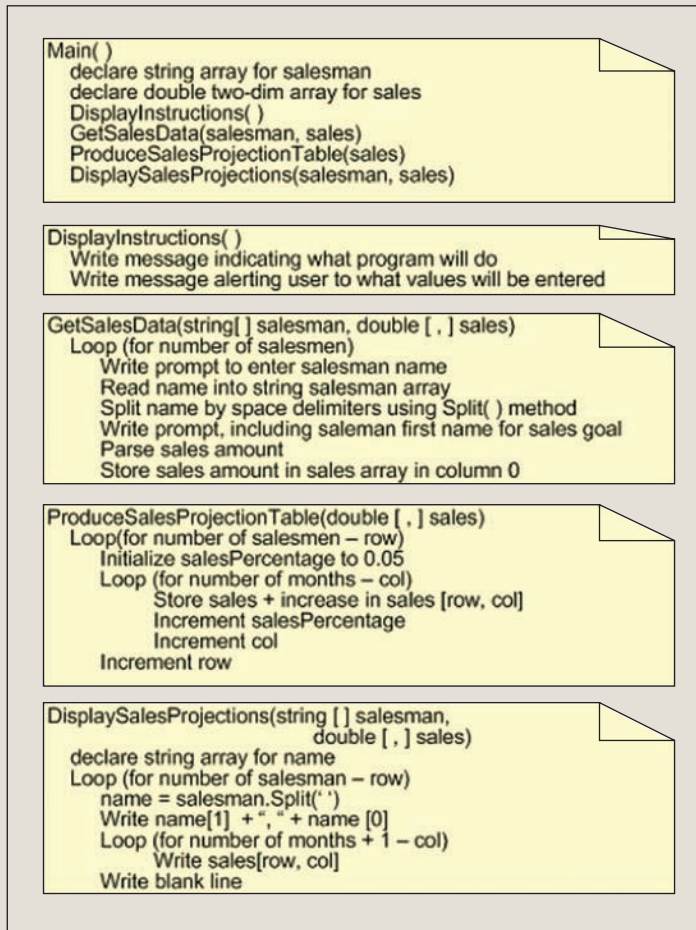 Main( )
declare string array for salesman
declare double two-dim array for sales
DisplayInstructions( )
GetSalesData(salesman, sales)
ProduceSalesProjectionTable(sales)
DisplaySalesProjections(salesman, sales)
DisplayInstructions( )
Write message indicating what program will do
Write message alerting user to what values will be entered
GetSalesData(string[ ] salesman, double [ , ] sales)
Loop (for number of salesmen)
Write prompt to enter salesman name
Read name into string salesman array
Split name by space delimiters using Split( ) method
Write prompt, including saleman first name for sales goal
Parse sales amount
Store sales amount in sales array in column 0
ProduceSalesProjectionTable(double [ , ] sales)
Loop(for number of salesmen – row)
Initialize salesPercentage to 0.05
Loop (for number of months – col)
Store sales + increase in sales [row, col]
Increment salesPercentage
Increment col
Increment row
DisplaySalesProjections(string [ ] salesman,
double [ , ] sales)
declare string array for name
Loop (for number of salesman – row)
name = salesman.Split(‘ ’)
Write name[1] + “, “ + name [0]
Loop (for number of months + 1 – col)
Write sales[row, col]
Write blank line